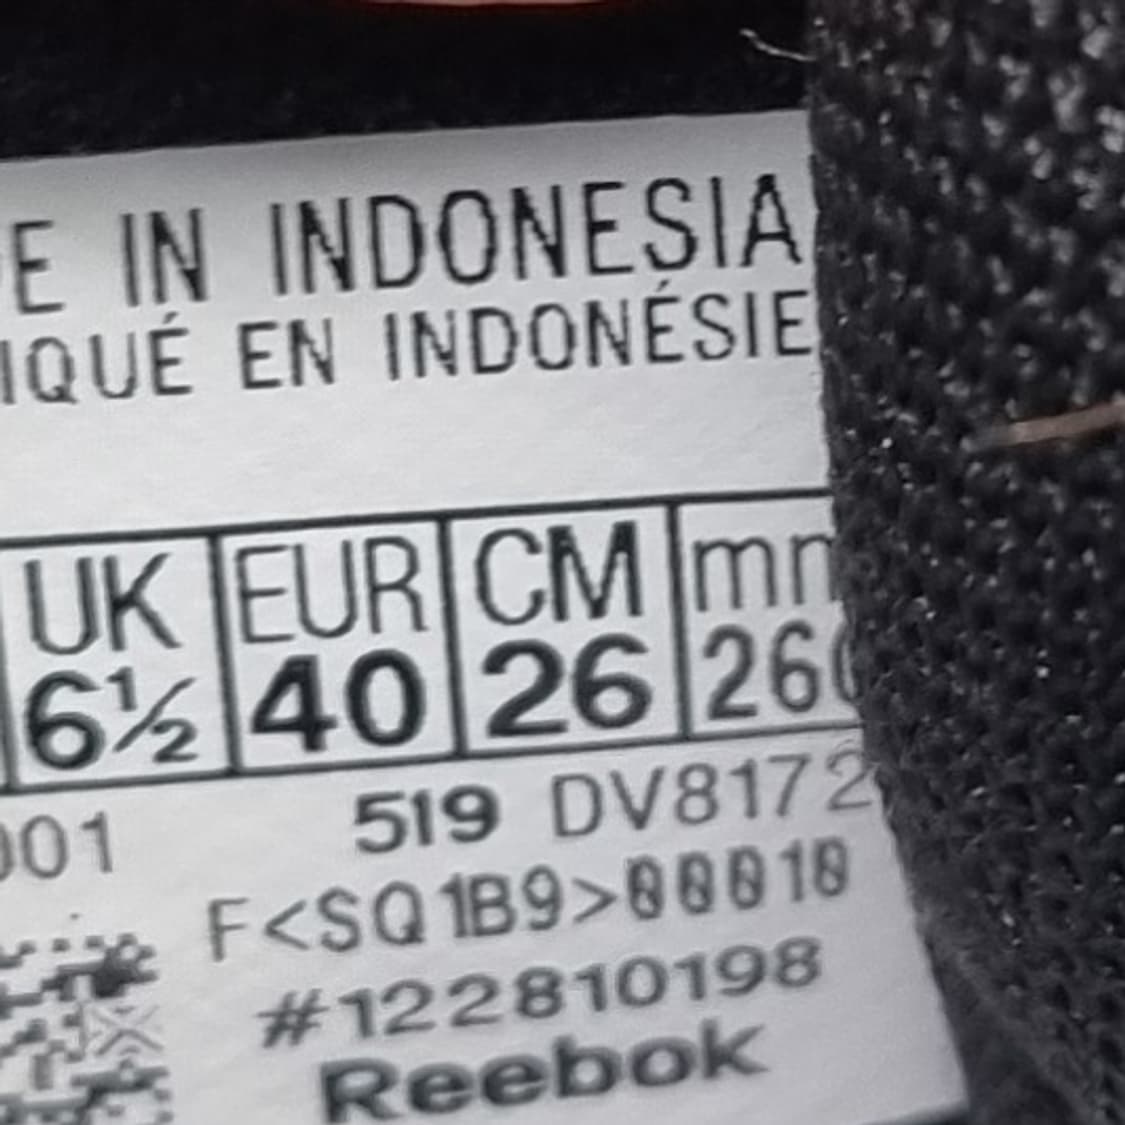 E IN INDONESIA
IQUÉ EN INDONÉSIE
UK EUR CM mm
6½ 40 26 260
001 519 DV8172
F<SQ1B9>00010
#122810198
Reebok